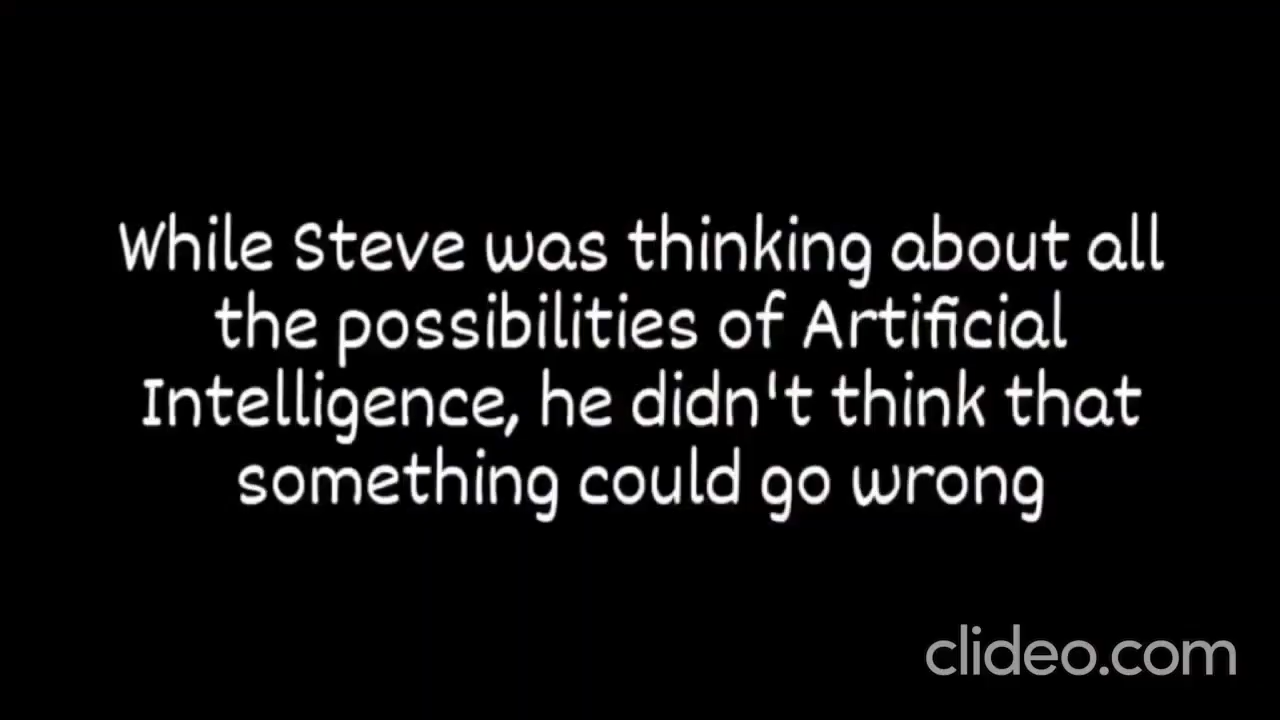 While Steve was thinking about all
the possibilities of Artificial
Intelligence, he didn't think that
something could go wrong
clideo.com